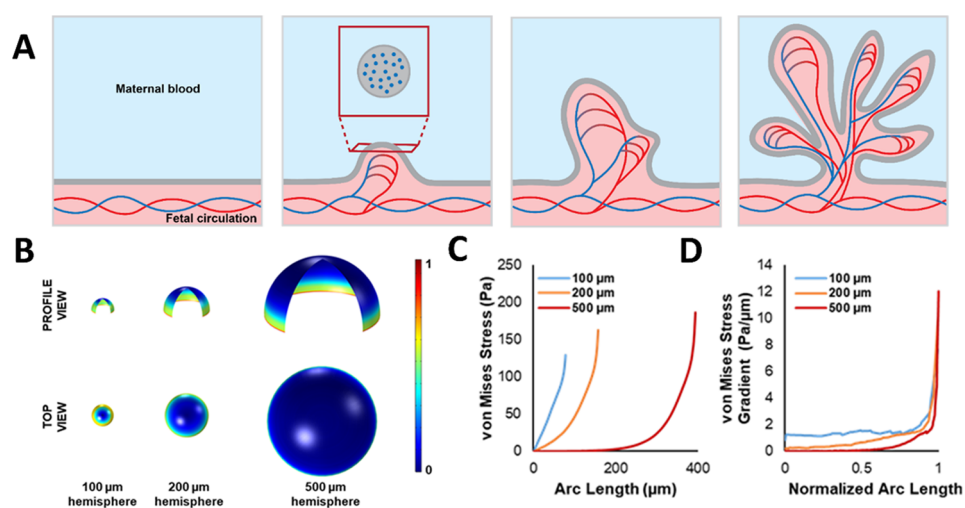 A
Maternal blood
Fetal circulation
B
PROFILE
VIEW
TOP
VIEW
1
0
100 µm
hemisphere
200 µm
hemisphere
500 µm
hemisphere
C
von Mises Stress (Pa)
250
200
150
100
50
0
100 µm
200 µm
500 µm
0
200
400
Arc Length (µm)
D
von Mises Stress
Gradient (Pa/µm)
14
12
10
8
6
4
2
0
100 µm
200 µm
500 µm
0
0.5
1
Normalized Arc Length